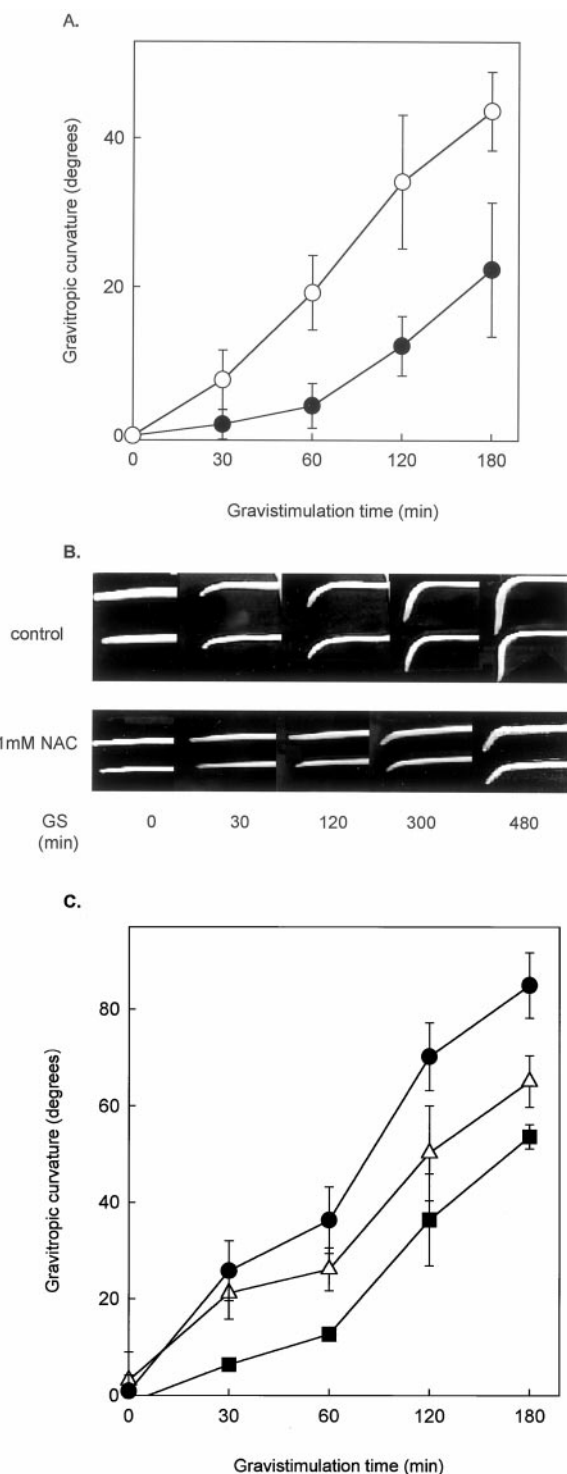 A.
Gravitropic curvature (degrees)
40
20
0
0 30 60 120 180
Gravistimulation time (min)
B.
control
1mM NAC
GS 0 30 120 300 480
(min)
C.
Gravitropic curvature (degrees)
80
60
40
20
0
0 30 60 120 180
Gravistimulation time (min)